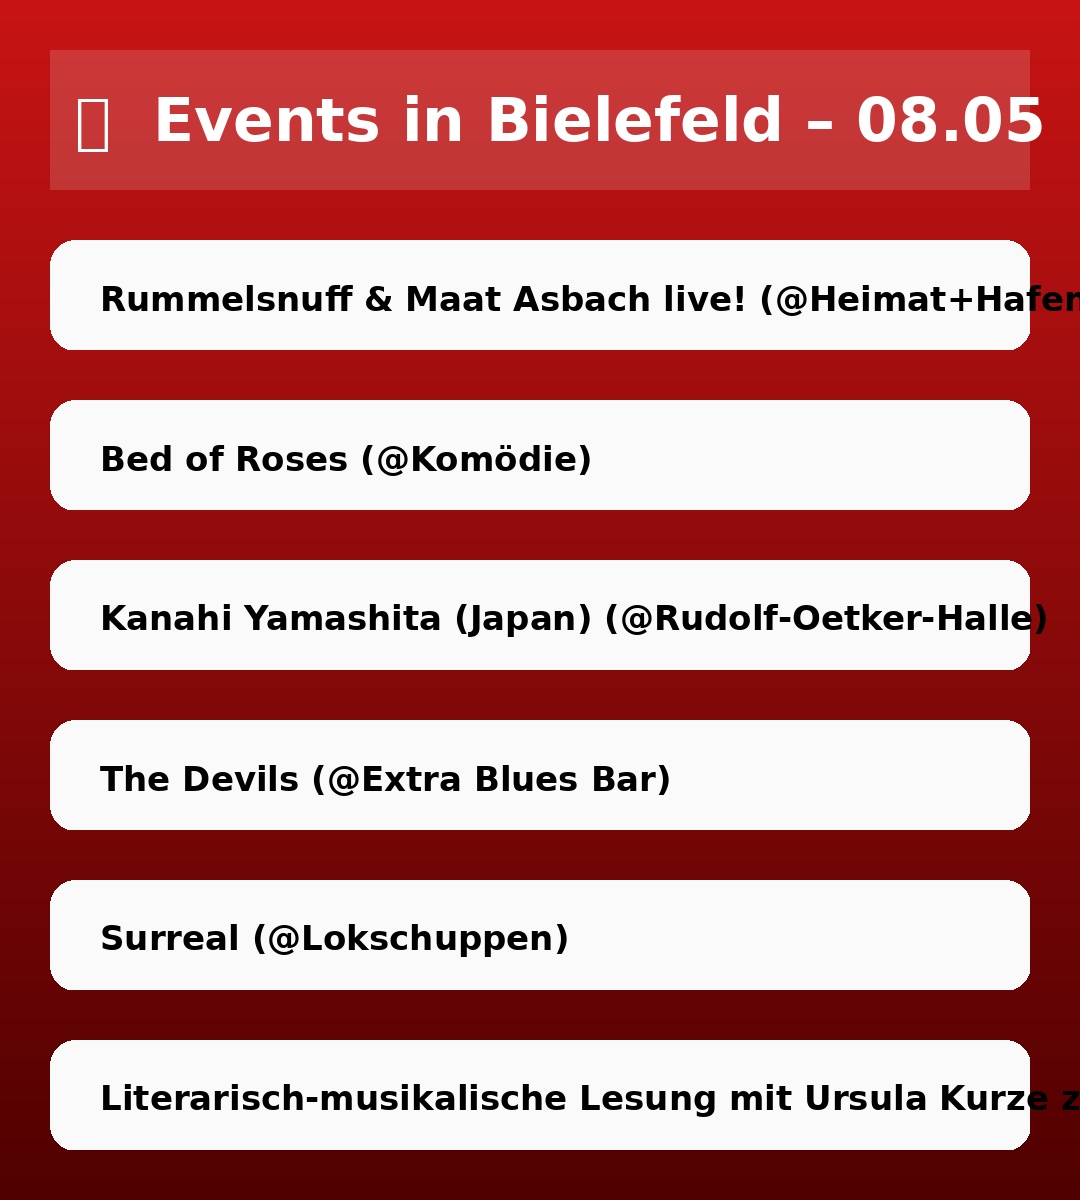 Events in Bielefeld – 08.05
Rummelsnuff & Maat Asbach live! (@Heimat+Hafen
Bed of Roses (@Komödie)
Kanahi Yamashita (Japan) (@Rudolf-Oetker-Halle)
The Devils (@Extra Blues Bar)
Surreal (@Lokschuppen)
Literarisch-musikalische Lesung mit Ursula Kurze